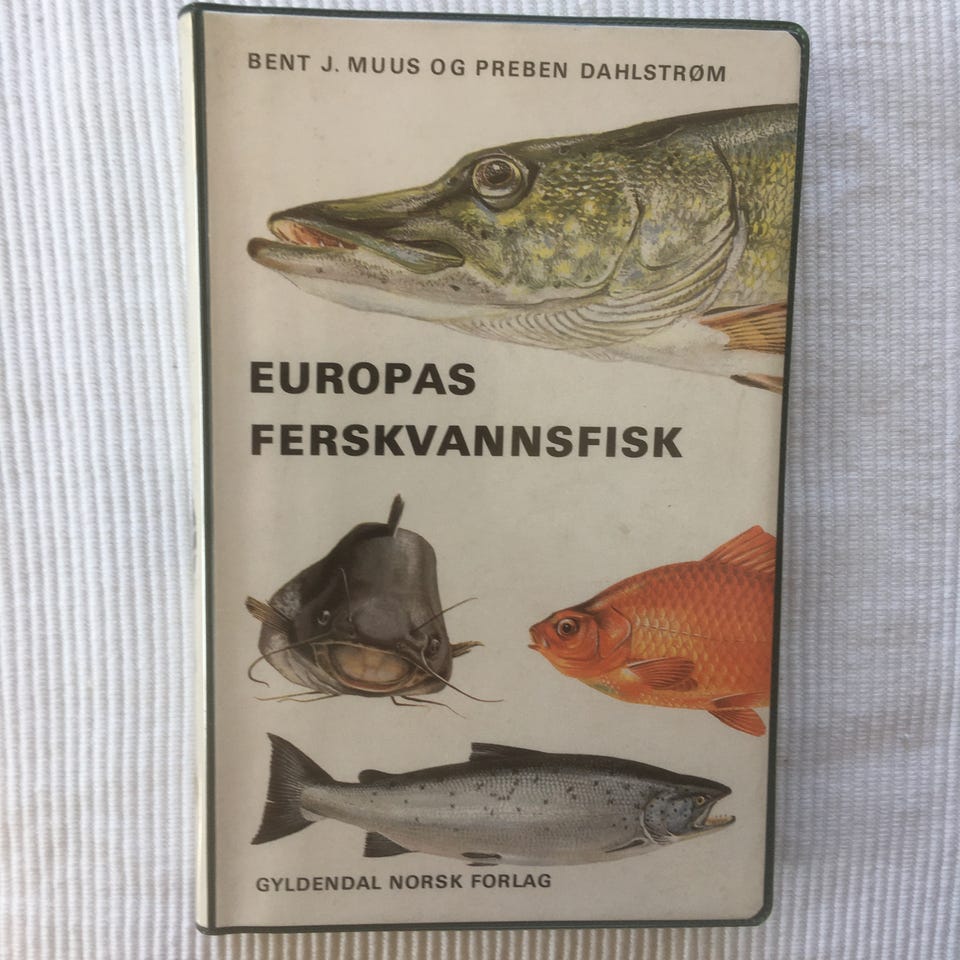 BENT J. MUUS OG PREBEN DAHLSTRØM
EUROPAS
FERSKVANNSFISK
GYLDENDAL NORSK FORLAG